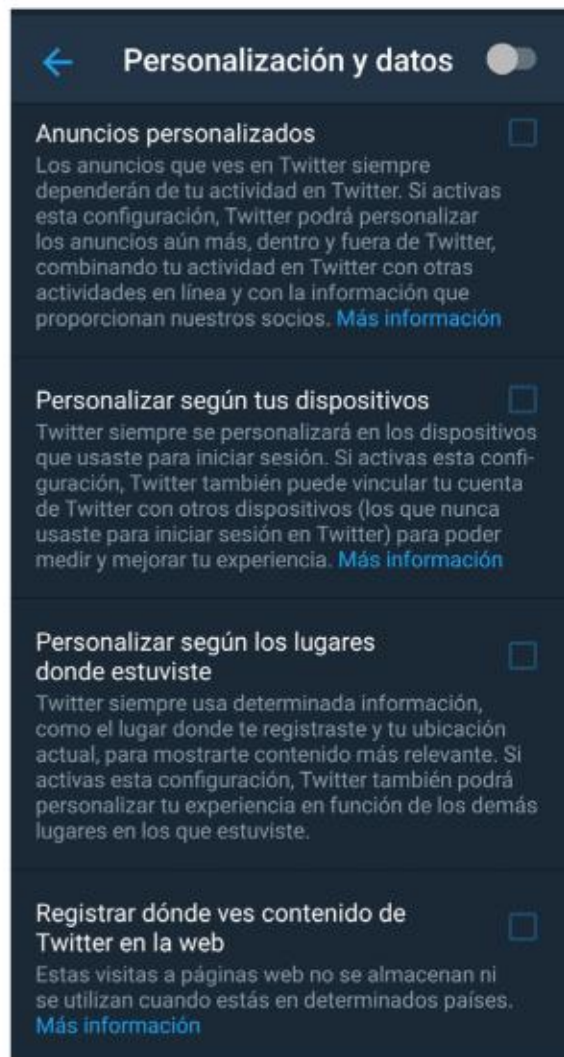 Personalización y datos
Anuncios personalizados
Los anuncios que ves en Twitter siempre
dependerán de tu actividad en Twitter. Si activas
esta configuración, Twitter podrá personalizar
los anuncios aún más, dentro y fuera de Twitter,
combinando tu actividad en Twitter con otras
actividades en línea y con la información que
proporcionan nuestros socios. Más información
Personalizar según tus dispositivos
Twitter siempre se personalizará en los dispositivos
que usaste para iniciar sesión. Si activas esta confi-
guración, Twitter también puede vincular tu cuenta
de Twitter con otros dispositivos (los que nunca
usaste para iniciar sesión en Twitter) para poder
medir y mejorar tu experiencia. Más información
Personalizar según los lugares
donde estuviste
Twitter siempre usa determinada información,
como el lugar donde te registraste y tu ubicación
actual, para mostrarte contenido más relevante. Si
activas esta configuración, Twitter también podrá
personalizar tu experiencia en función de los demás
lugares en los que estuviste.
Registrar dónde ves contenido de
Twitter en la web
Estas visitas a páginas web no se almacenan ni
se utilizan cuando estás en determinados países.
Más información